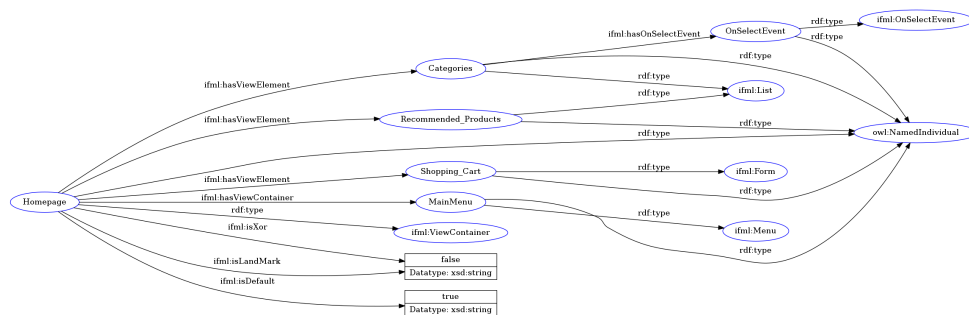 rdf:type
ifml:OnSelectEvent
OnSelectEvent
ifml:hasOnSelectEvent
rdf:type
rdf:type
Categories
rdf:type
ifml:hasViewElement
ifml:List
rdf:type
ifml:hasViewElement
Recommended_Products
rdf:type
rdf:type
owl:NamedIndividual
ifml:hasViewElement
Shopping_Cart
rdf:type
ifml:Form
rdf:type
Homepage
ifml:hasViewContainer
MainMenu
rdf:type
rdf:type
ifml:isXor
ifml:ViewContainer
ifml:Menu
rdf:type
ifml:isLandMark
false
Datatype: xsd:string
ifml:isDefault
true
Datatype: xsd:string